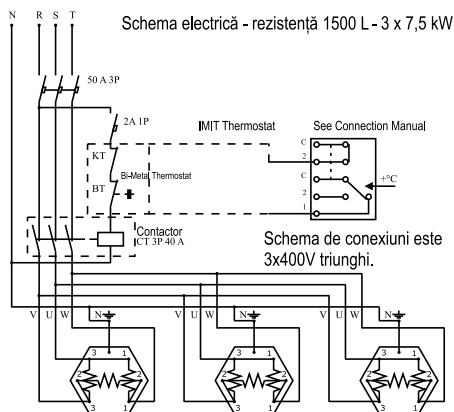 Schema electrică - rezistență 1500 L - 3 x 7,5 kW
N R S T
50 A 3P
2A 1P
IMIT Thermostat
See Connection Manual
KT
C
2
C
+°C
Bi-Metal Thermostat
BT
2
1
Contactor
CT 3P 40 A
Schema de conexiuni este
3x400V triunghi.
V U W N V U W N V U W N
3 1 3 1 3 1
2 2 2 2 2 2
3 1 3 1 3 1